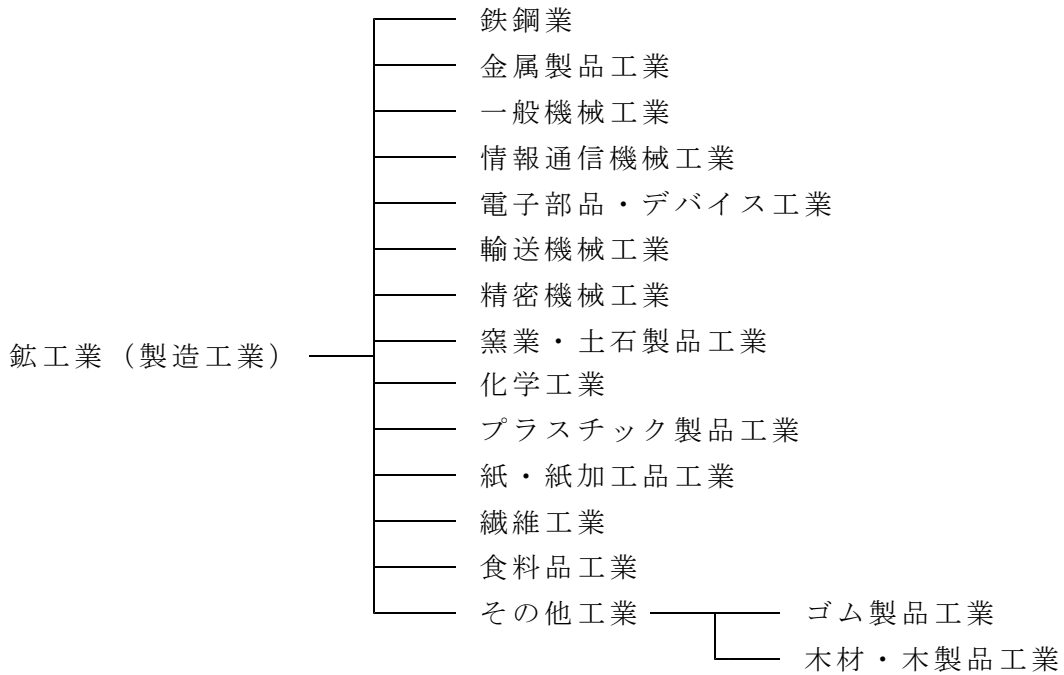 鉄鋼業
金属製品工業
一般機械工業
情報通信機械工業
電子部品・デバイス工業
輸送機械工業
精密機械工業
鉱工業（製造工業）
窯業・土石製品工業
化学工業
プラスチック製品工業
紙・紙加工品工業
繊維工業
食料品工業
その他工業
ゴム製品工業
木材・木製品工業